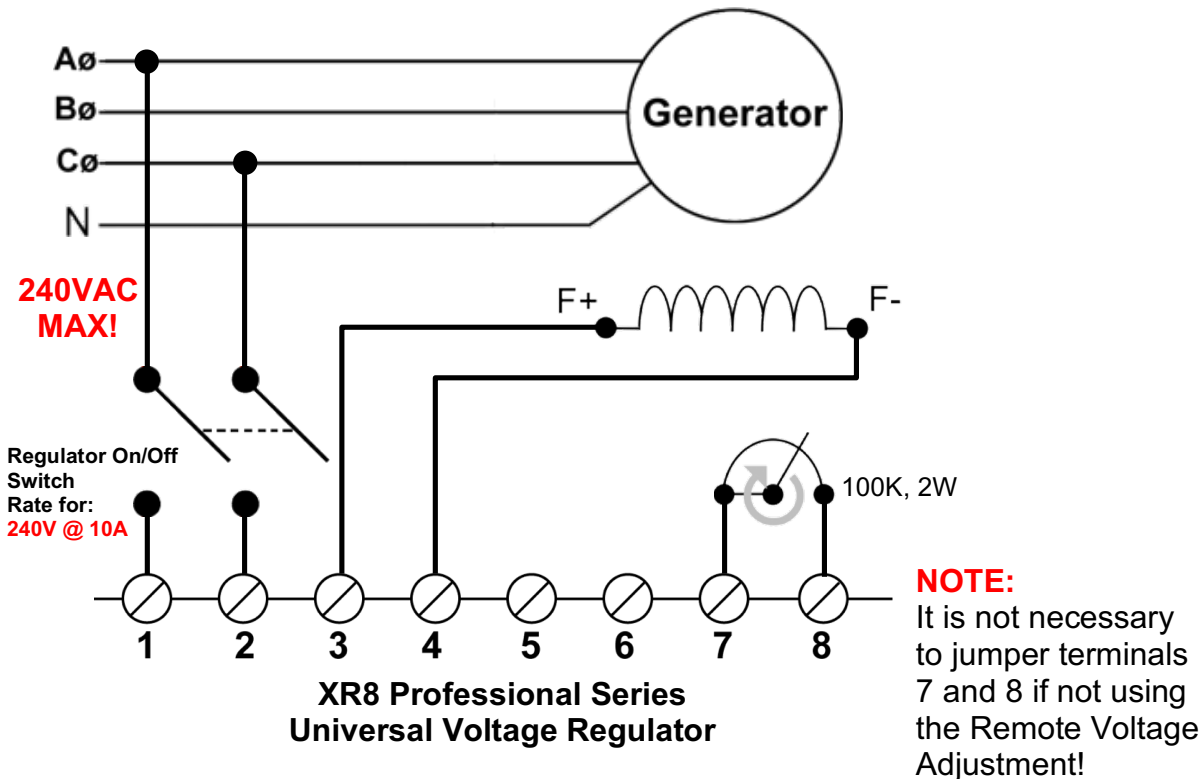 Aø
Bø
Cø
N
Generator
240VAC
MAX!
F+
F-
Regulator On/Off
Switch
Rate for:
240V @ 10A
100K, 2W
1 2 3 4 5 6 7 8
XR8 Professional Series
Universal Voltage Regulator
NOTE:
It is not necessary
to jumper terminals
7 and 8 if not using
the Remote Voltage
Adjustment!